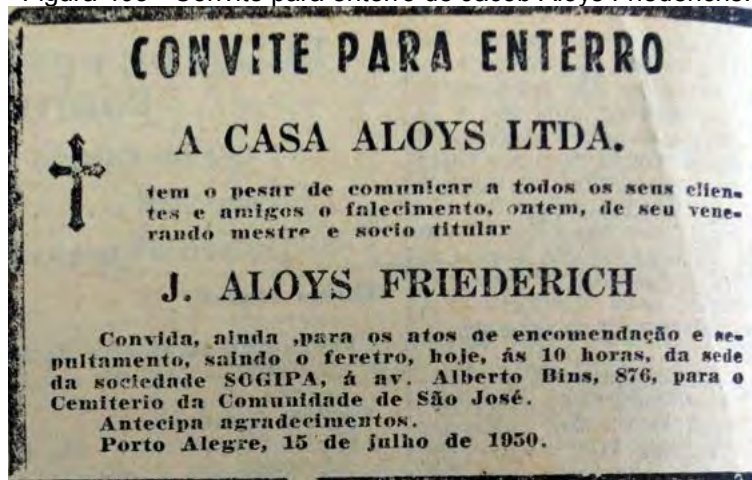 CONVITE PARA ENTERRO
A CASA ALOYS LTDA.
tem o pesar de comunicar a todos os seus clien-
tes e amigos o falecimento, ontem, de seu vene-
rando mestre e socio titular
J. ALOYS FRIEDERICH
Convida, ainda ,para os atos de encomendação e se-
pultamento, saindo o feretro, hoje, ás 10 horas, da sede
da sociedade SOGIPA, á av. Alberto Bins, 876, para o
Cemiterio da Comunidade de São José.
Antecipa agradecimentos.
Porto Alegre, 15 de julho de 1950.